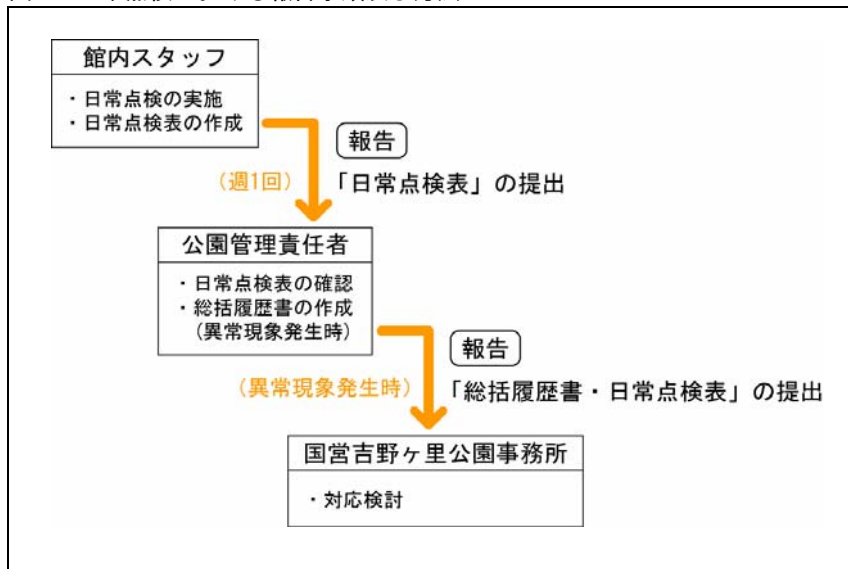 館内スタッフ
・日常点検の実施
・日常点検表の作成
報告
(週1回)
「日常点検表」の提出
公園管理責任者
・日常点検表の確認
・総括履歴書の作成
(異常現象発生時)
報告
(異常現象発生時)
「総括履歴書・日常点検表」の提出
国営吉野ヶ里公園事務所
・対応検討